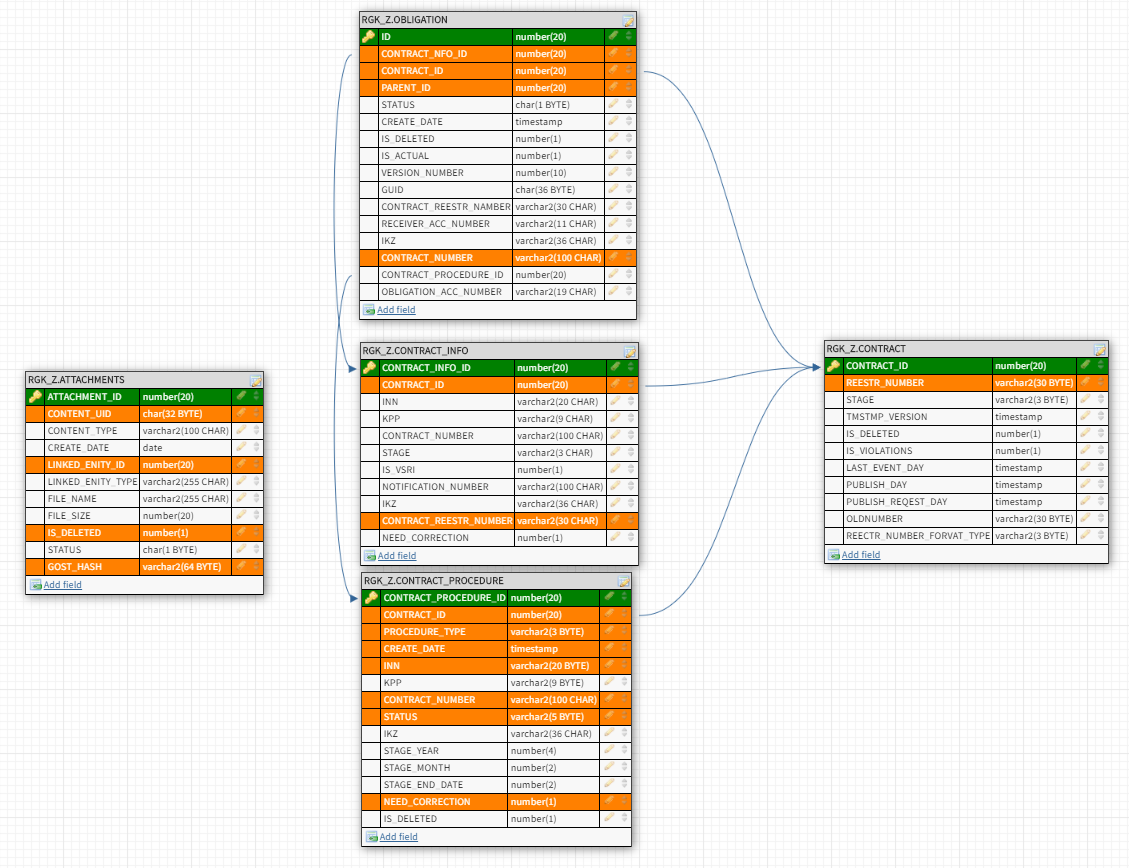 RGK_Z.OBLIGATION
ID number(20)
CONTRACT_NFO_ID number(20)
CONTRACT_ID number(20)
PARENT_ID number(20)
STATUS char(1 BYTE)
CREATE_DATE timestamp
IS_DELETED number(1)
IS_ACTUAL number(1)
VERSION_NUMBER number(10)
GUID char(36 BYTE)
CONTRACT_REESTR_NAMBER varchar2(30 CHAR)
RECEIVER_ACC_NUMBER varchar2(11 CHAR)
IKZ varchar2(36 CHAR)
CONTRACT_NUMBER varchar2(100 CHAR)
CONTRACT_PROCEDURE_ID number(20)
OBLIGATION_ACC_NUMBER varchar2(19 CHAR)
Add field
RGK_Z.ATTACHMENTS
ATTACHMENT_ID number(20)
CONTENT_UID char(32 BYTE)
CONTENT_TYPE varchar2(100 CHAR)
CREATE_DATE date
LINKED_ENITY_ID number(20)
LINKED_ENITY_TYPE varchar2(255 CHAR)
FILE_NAME varchar2(255 CHAR)
FILE_SIZE number(20)
IS_DELETED number(1)
STATUS char(1 BYTE)
GOST_HASH varchar2(64 BYTE)
Add field
RGK_Z.CONTRACT_INFO
CONTRACT_INFO_ID number(20)
CONTRACT_ID number(20)
INN varchar2(20 CHAR)
KPP varchar2(9 CHAR)
CONTRACT_NUMBER varchar2(100 CHAR)
STAGE varchar2(3 CHAR)
IS_VSRI number(1)
NOTIFICATION_NUMBER varchar2(100 CHAR)
IKZ varchar2(36 CHAR)
CONTRACT_REESTR_NUMBER varchar2(30 CHAR)
NEED_CORRECTION number(1)
Add field
RGK_Z.CONTRACT_PROCEDURE
CONTRACT_PROCEDURE_ID number(20)
CONTRACT_ID number(20)
PROCEDURE_TYPE varchar2(3 BYTE)
CREATE_DATE timestamp
INN varchar2(20 BYTE)
KPP varchar2(9 BYTE)
CONTRACT_NUMBER varchar2(100 CHAR)
STATUS varchar2(5 BYTE)
IKZ varchar2(36 CHAR)
STAGE_YEAR number(4)
STAGE_MONTH number(2)
STAGE_END_DATE number(2)
NEED_CORRECTION number(1)
IS_DELETED number(1)
Add field
RGK_Z.CONTRACT
CONTRACT_ID number(20)
REESTR_NUMBER varchar2(30 BYTE)
STAGE varchar2(3 BYTE)
TMSTMP_VERSION timestamp
IS_DELETED number(1)
IS_VIOLATIONS number(1)
LAST_EVENT_DAY timestamp
PUBLISH_DAY timestamp
PUBLISH_REQEST_DAY timestamp
OLDNUMBER varchar2(30 BYTE)
REECTR_NUMBER_FORVAT_TYPE varchar2(3 BYTE)
Add field